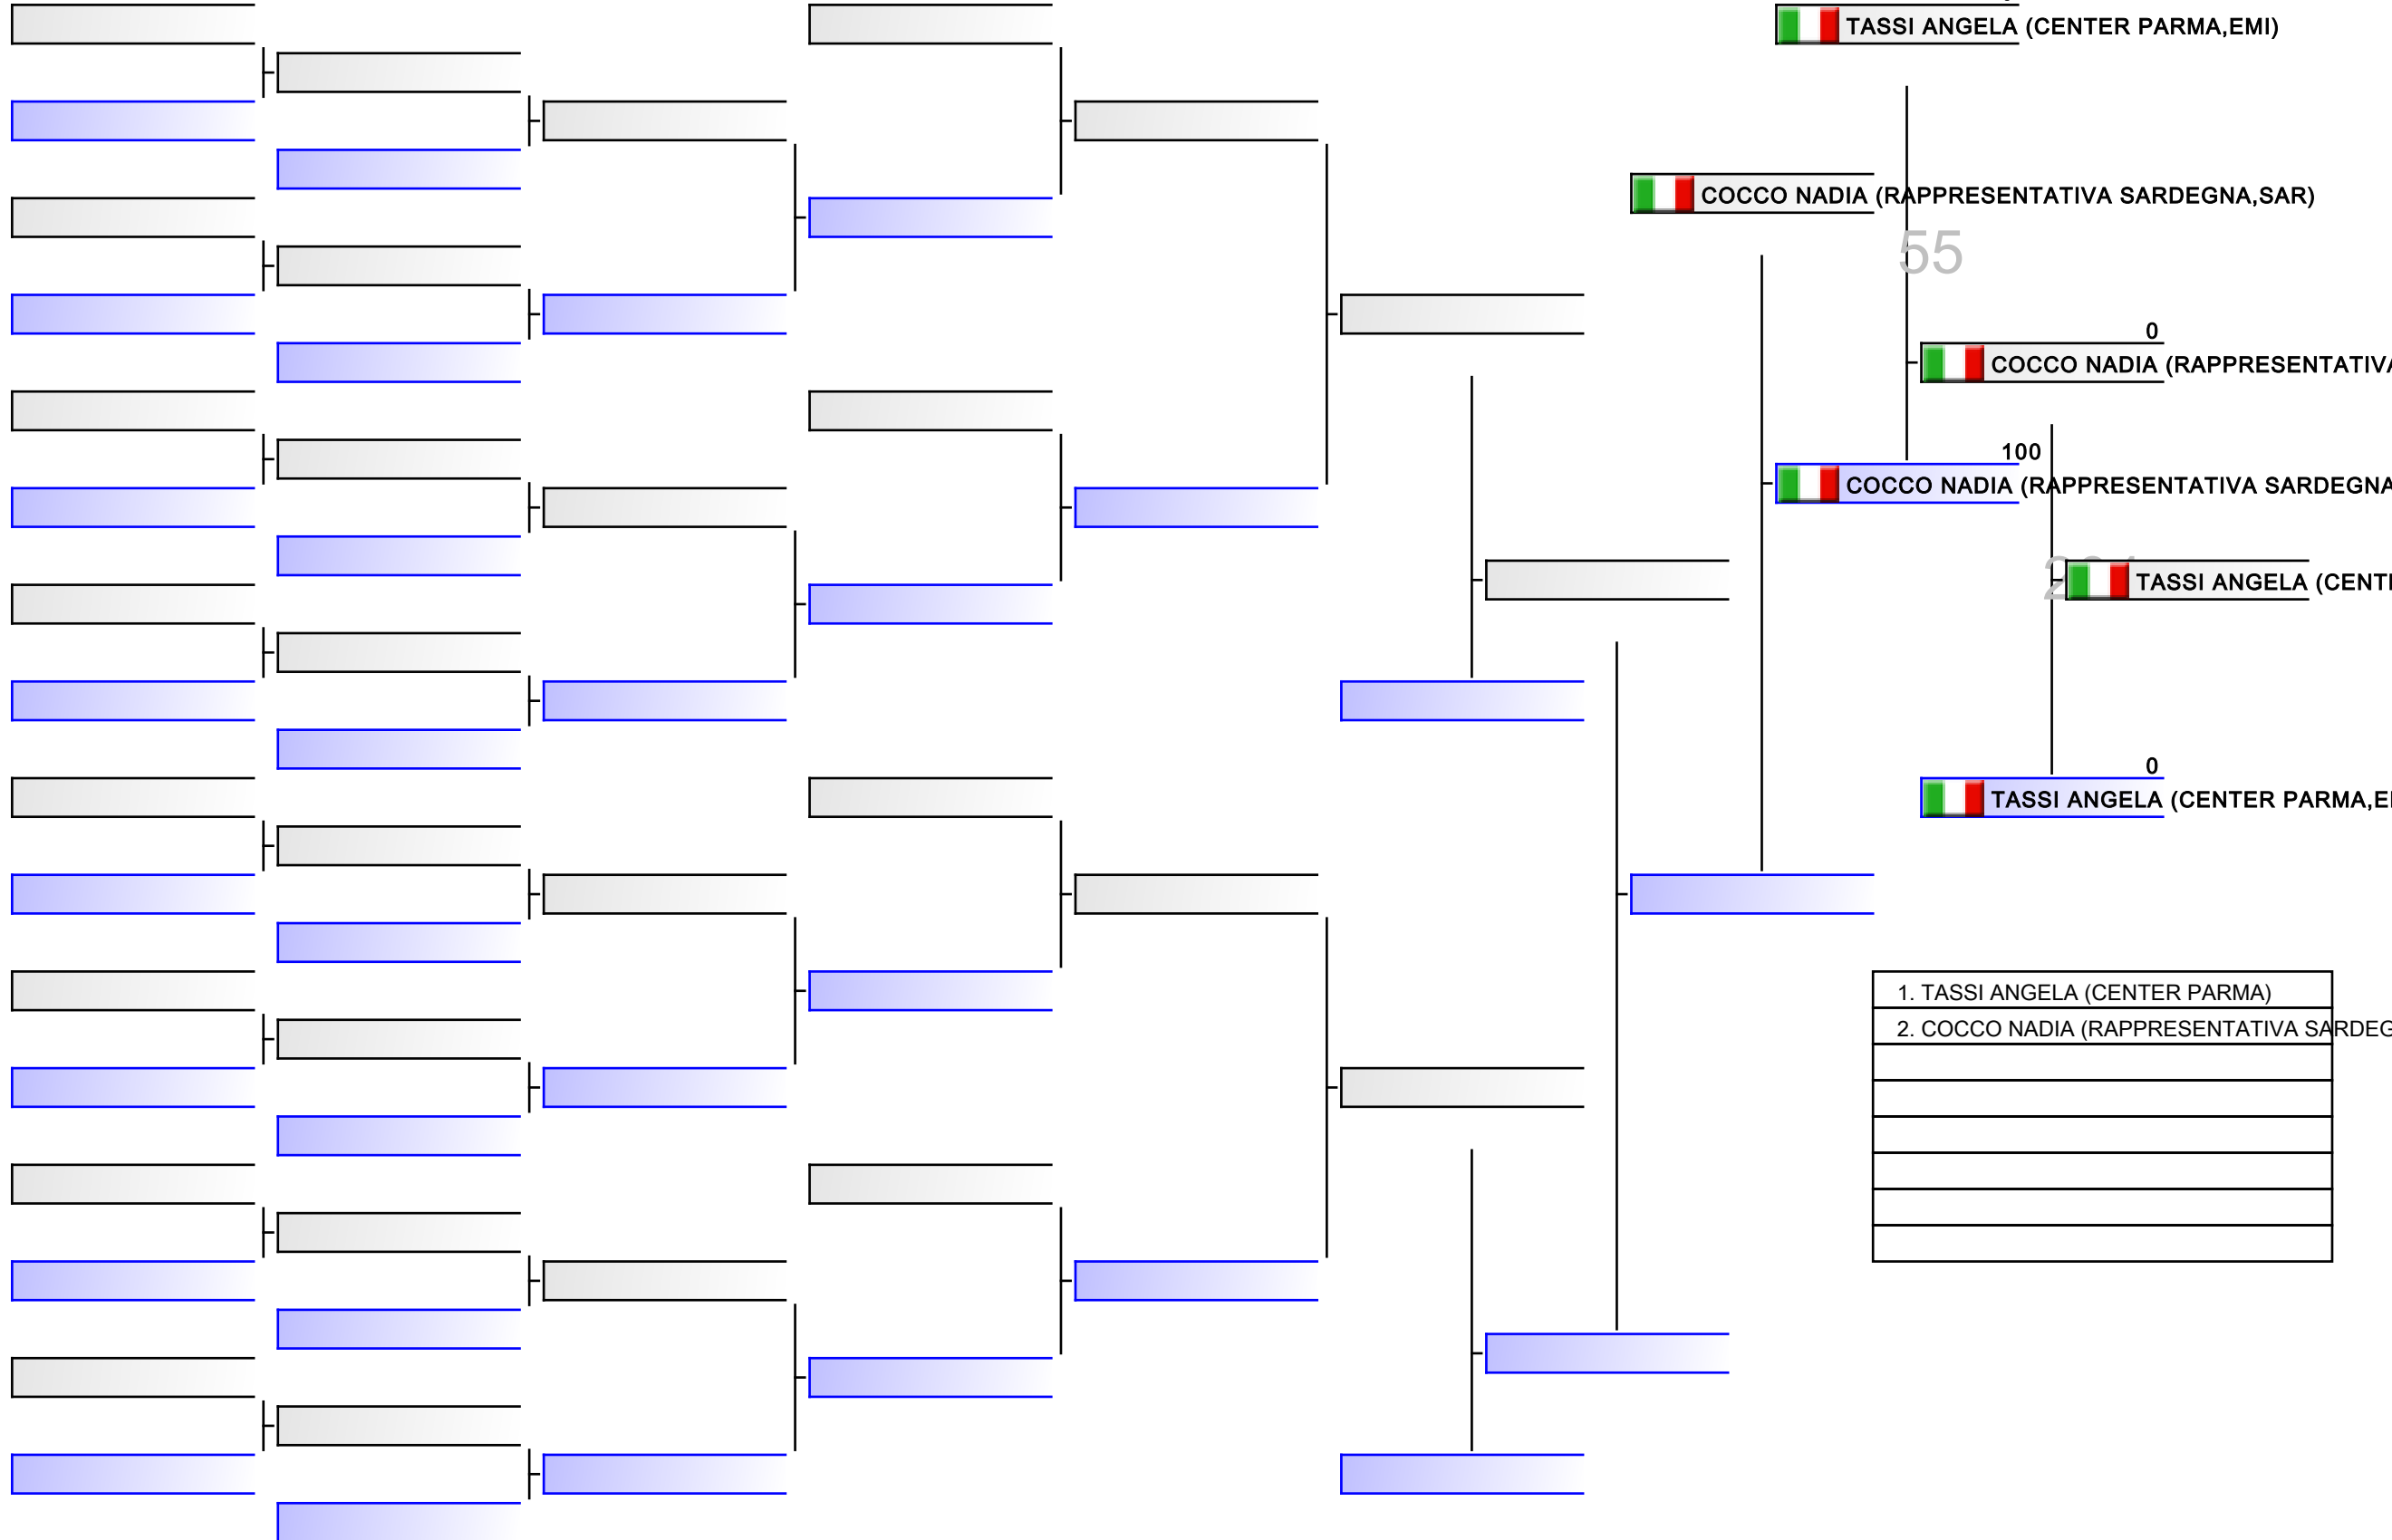 TASSI ANGELA (CENTER PARMA,EMI)
COCCO NADIA (RAPPRESENTATIVA SARDEGNA,SAR)
55
0
COCCO NADIA (RAPPRESENTATIVA
100
COCCO NADIA (RAPPRESENTATIVA SARDEGNA
TASSI ANGELA (CENT
0
TASSI ANGELA (CENTER PARMA,E
1. TASSI ANGELA (CENTER PARMA)
2. COCCO NADIA (RAPPRESENTATIVA SARDEG